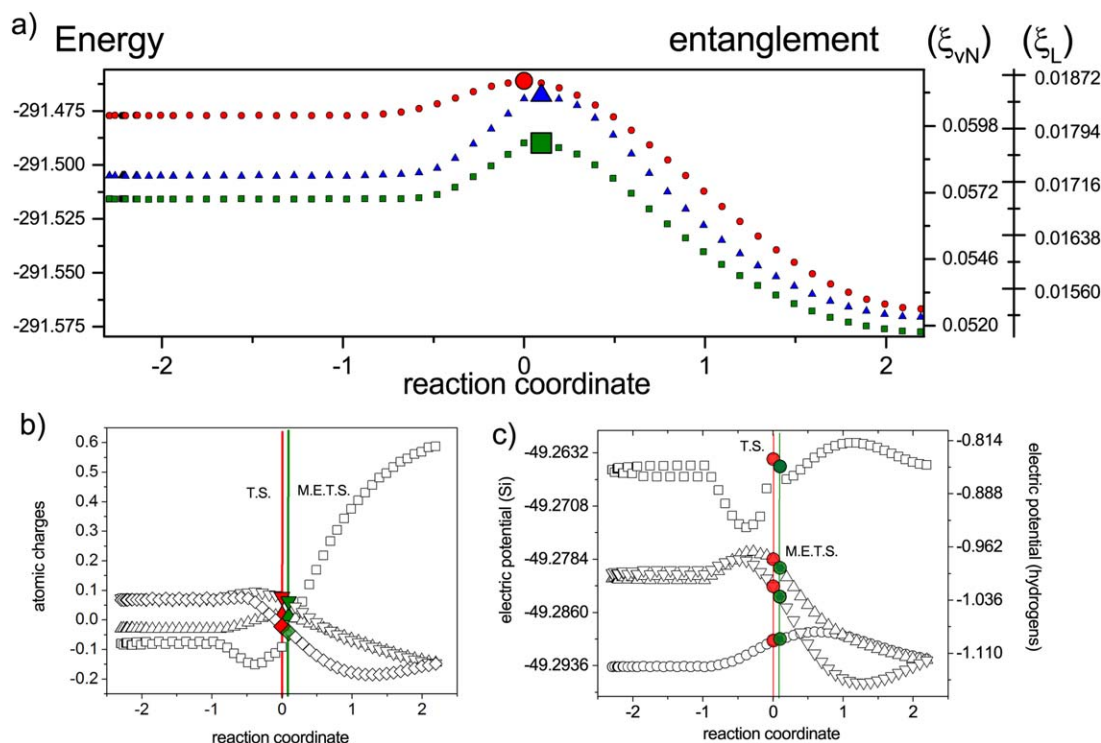 a) Energy entanglement (ξvN) (ξL)
-291.475
-291.500
-291.525
-291.550
-291.575
0.0598
0.0572
0.0546
0.0520
0.01872
0.01794
0.01716
0.01638
0.01560
-2 -1 0 1 2
reaction coordinate
b)
atomic charges
0.6
0.5
0.4
0.3
0.2
0.1
0.0
-0.1
-0.2
T.S. M.E.T.S.
-2 -1 0 1 2
reaction coordinate
c)
electric potential (Si)
-49.2632
-49.2708
-49.2784
-49.2860
-49.2936
T.S.
M.E.T.S.
-0.814
-0.888
-0.962
-1.036
-1.110
electric potential (hydrogens)
-2 -1 0 1 2
reaction coordinate